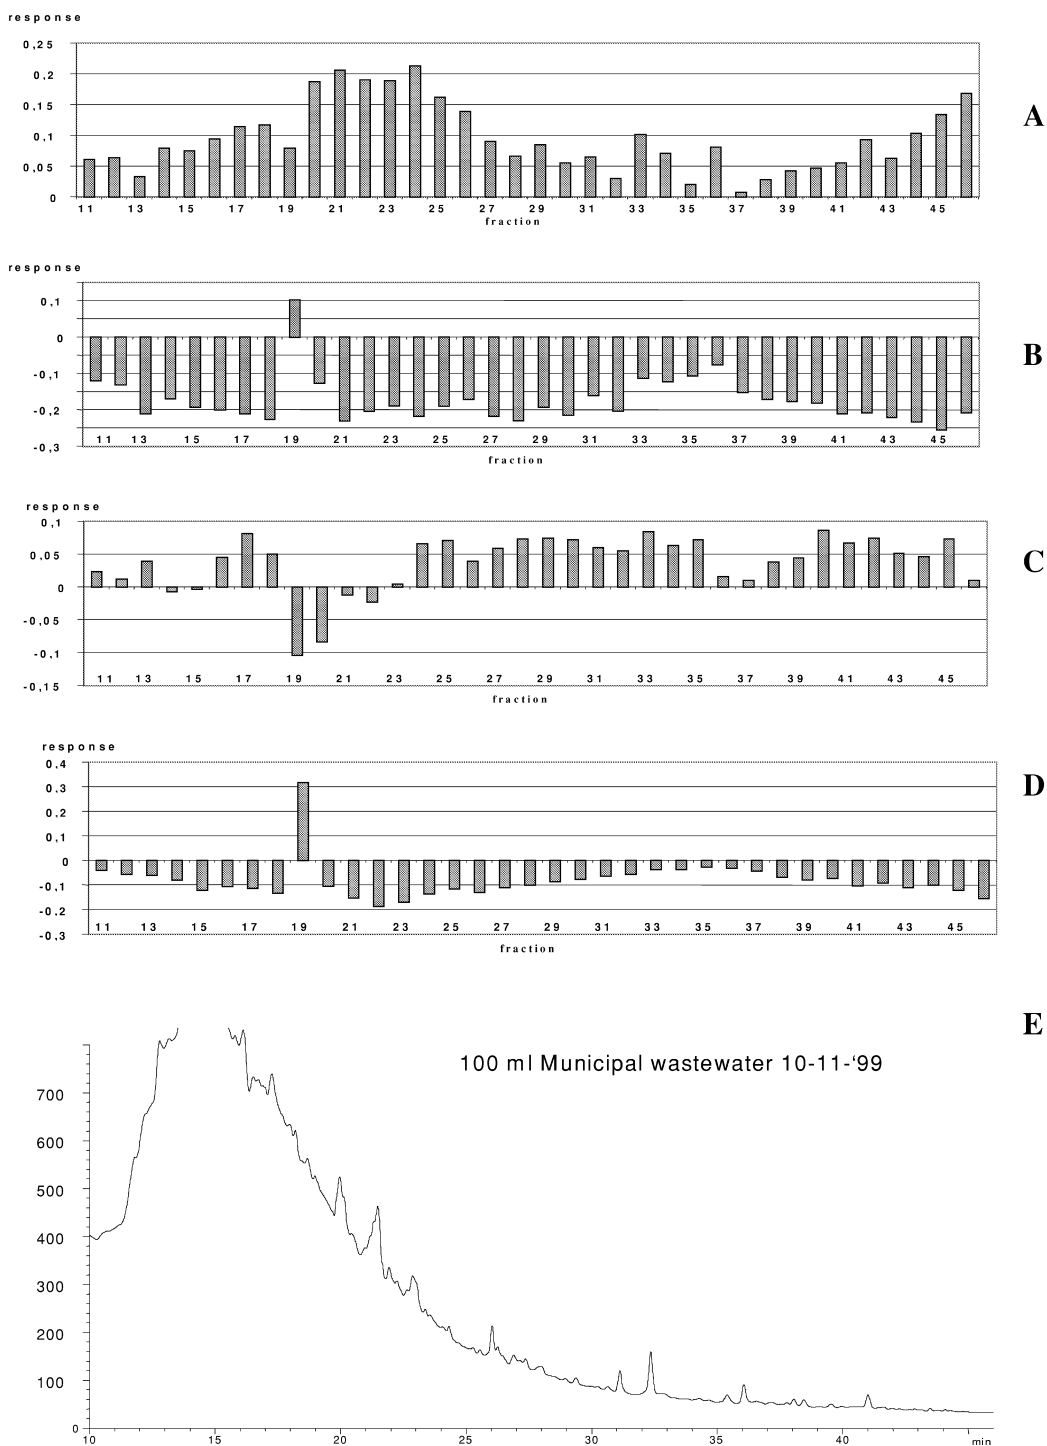 response
0,25
0,2
0,15
0,1
0,05
0
11 13 15 17 19 21 23 25 27 29 31 33 35 37 39 41 43 45
fraction
A
response
0,1
0
-0,1
-0,2
-0,3
11 13 15 17 19 21 23 25 27 29 31 33 35 37 39 41 43 45
fraction
B
response
0,1
0,05
0
-0,05
-0,1
-0,15
11 13 15 17 19 21 23 25 27 29 31 33 35 37 39 41 43 45
fraction
C
response
0,4
0,3
0,2
0,1
0
-0,1
-0,2
-0,3
11 13 15 17 19 21 23 25 27 29 31 33 35 37 39 41 43 45
fraction
D
E
100 ml Municipal wastewater 10-11-‘99
700
600
500
400
300
200
100
0
10 15 20 25 30 35 40 min